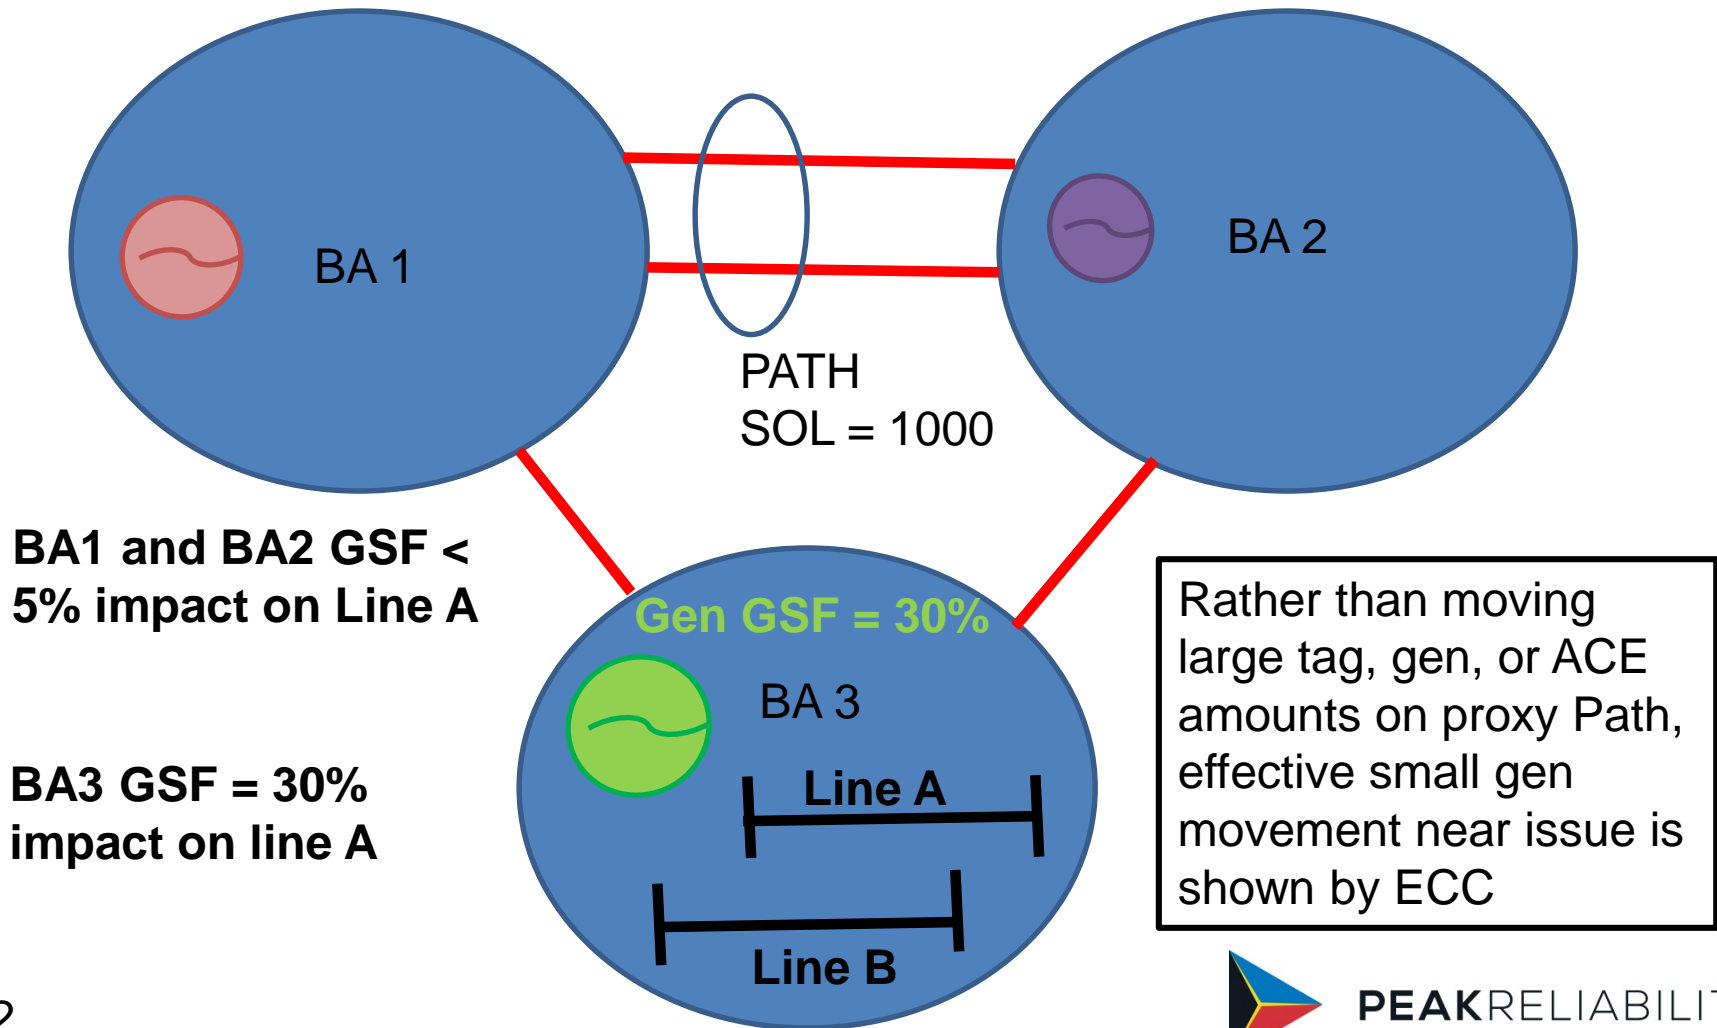 BA 1
BA 2
PATH
SOL = 1000
BA1 and BA2 GSF <
5% impact on Line A
BA3 GSF = 30%
impact on line A
Gen GSF = 30%
BA 3
Line A
Line B
Rather than moving
large tag, gen, or ACE
amounts on proxy Path,
effective small gen
movement near issue is
shown by ECC
PEAKRELIABILIT